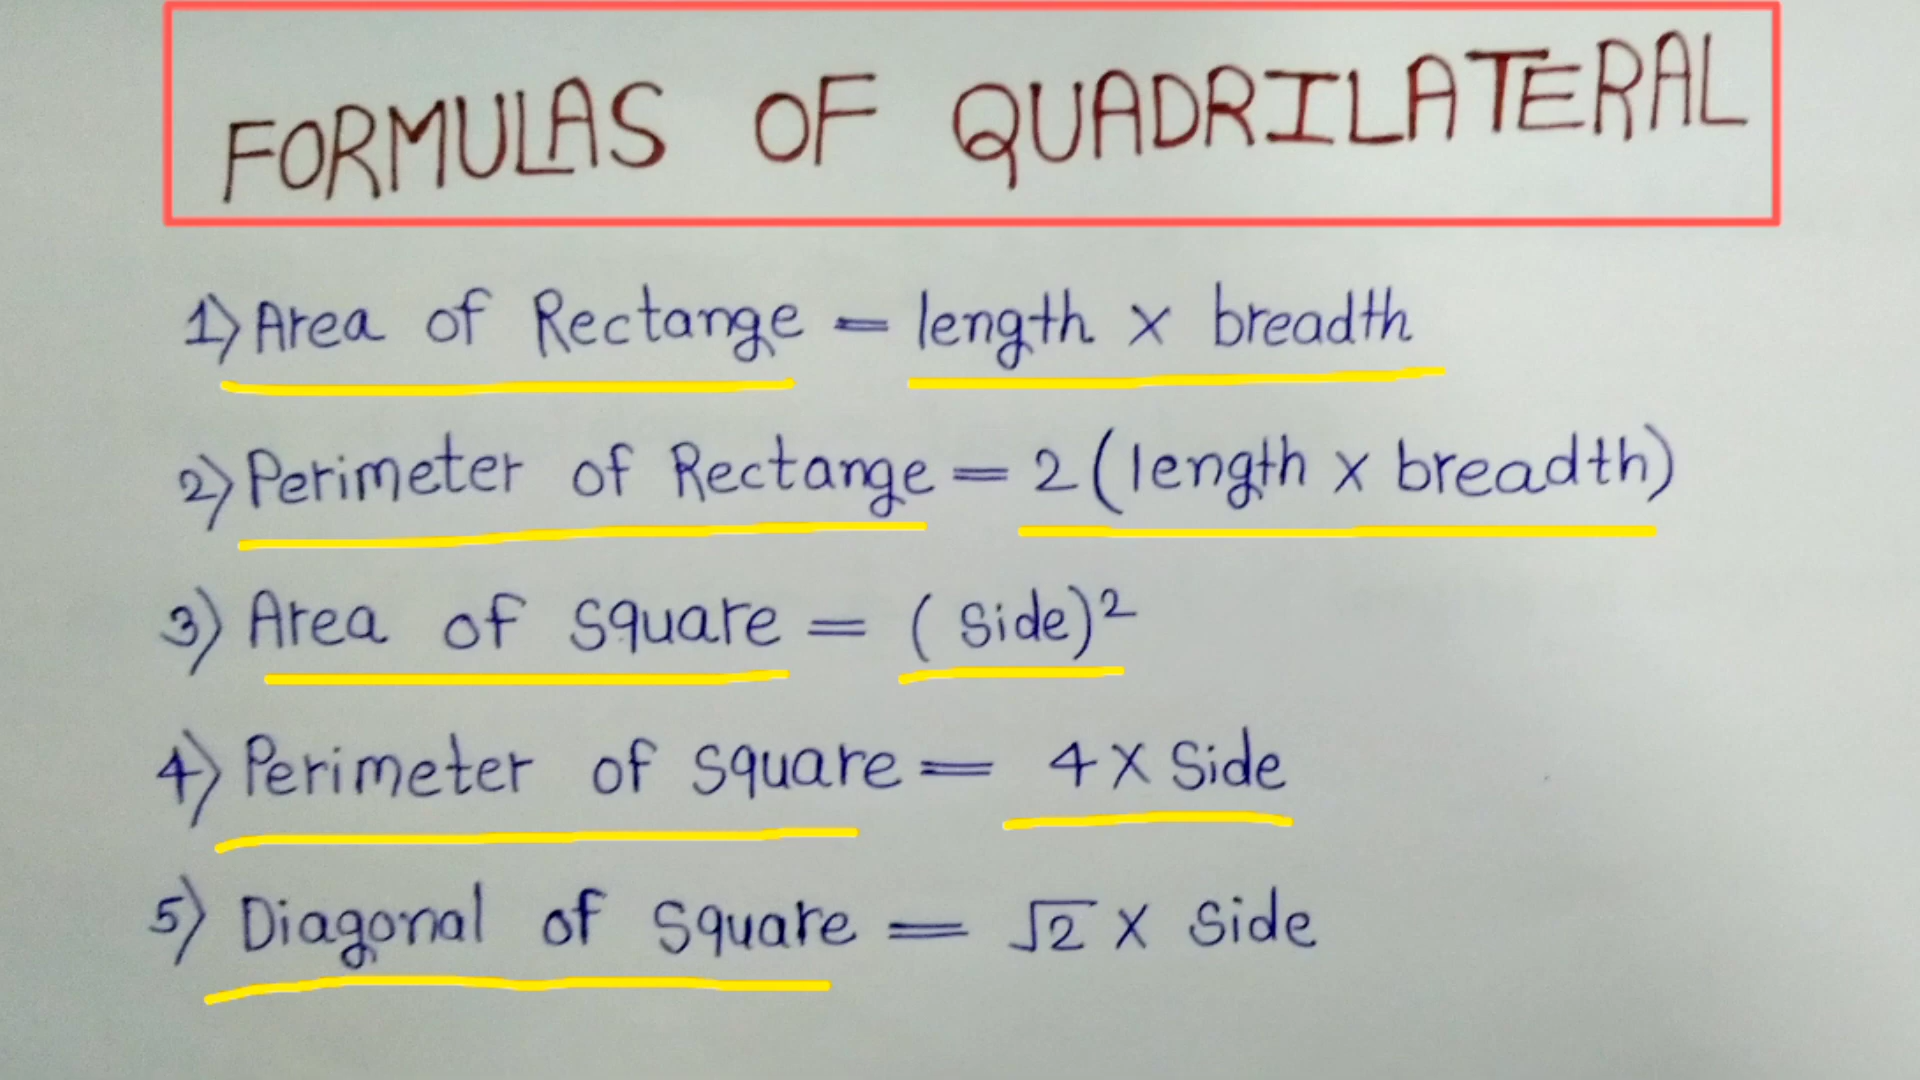 FORMULAS OF QUADRILATERAL
1) Area of Rectange = length x breadth
2) Perimeter of Rectange = 2 (length x breadth)
3) Area of square = ( side)²
4) Perimeter of square = 4 X Side
5) Diagonal of square = √2 X side